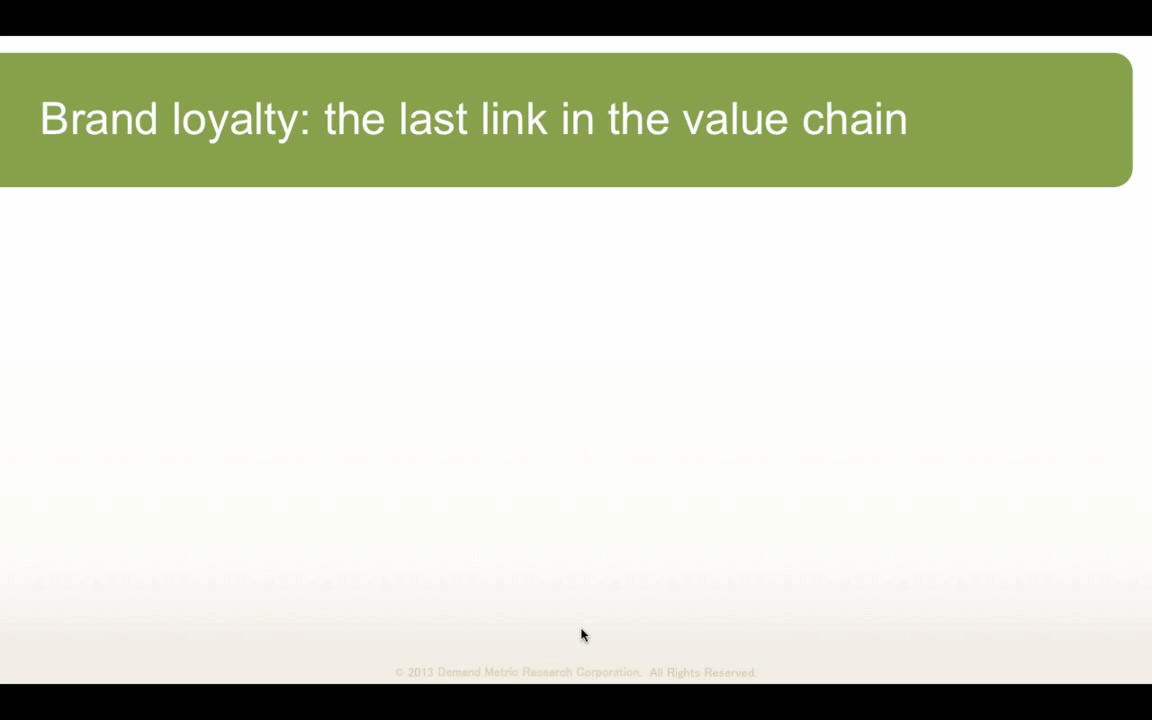 Brand loyalty: the last link in the value chain
© 2013 Demand Metric Research Corporation. All Rights Reserved.